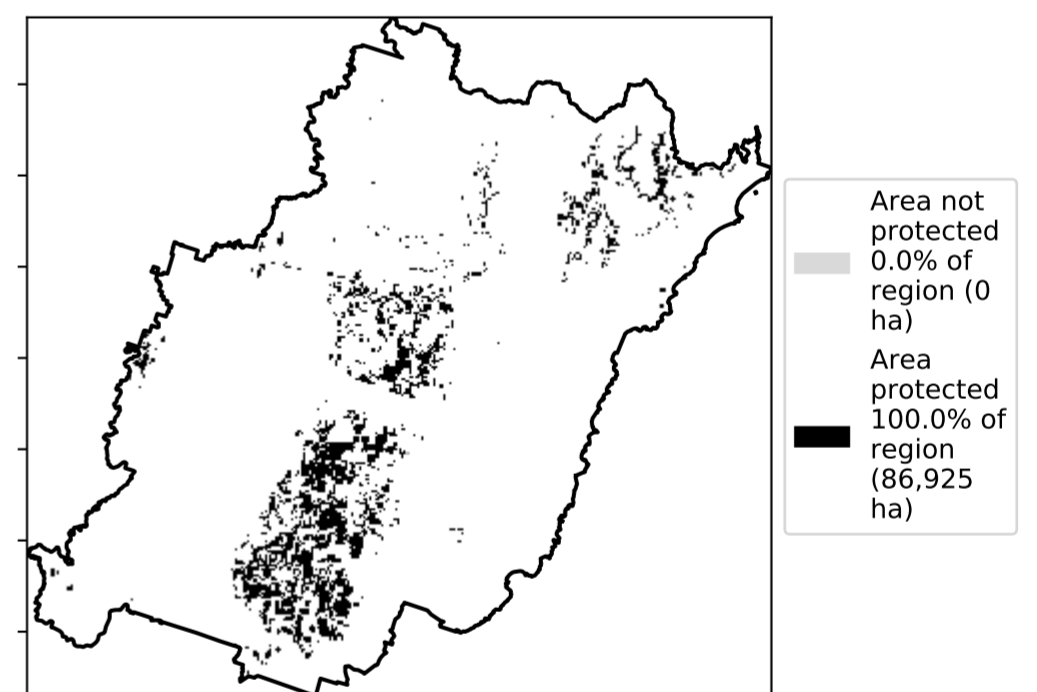 Area not
protected
0.0% of
region (0
ha)
Area
protected
100.0% of
region
(86,925
ha)